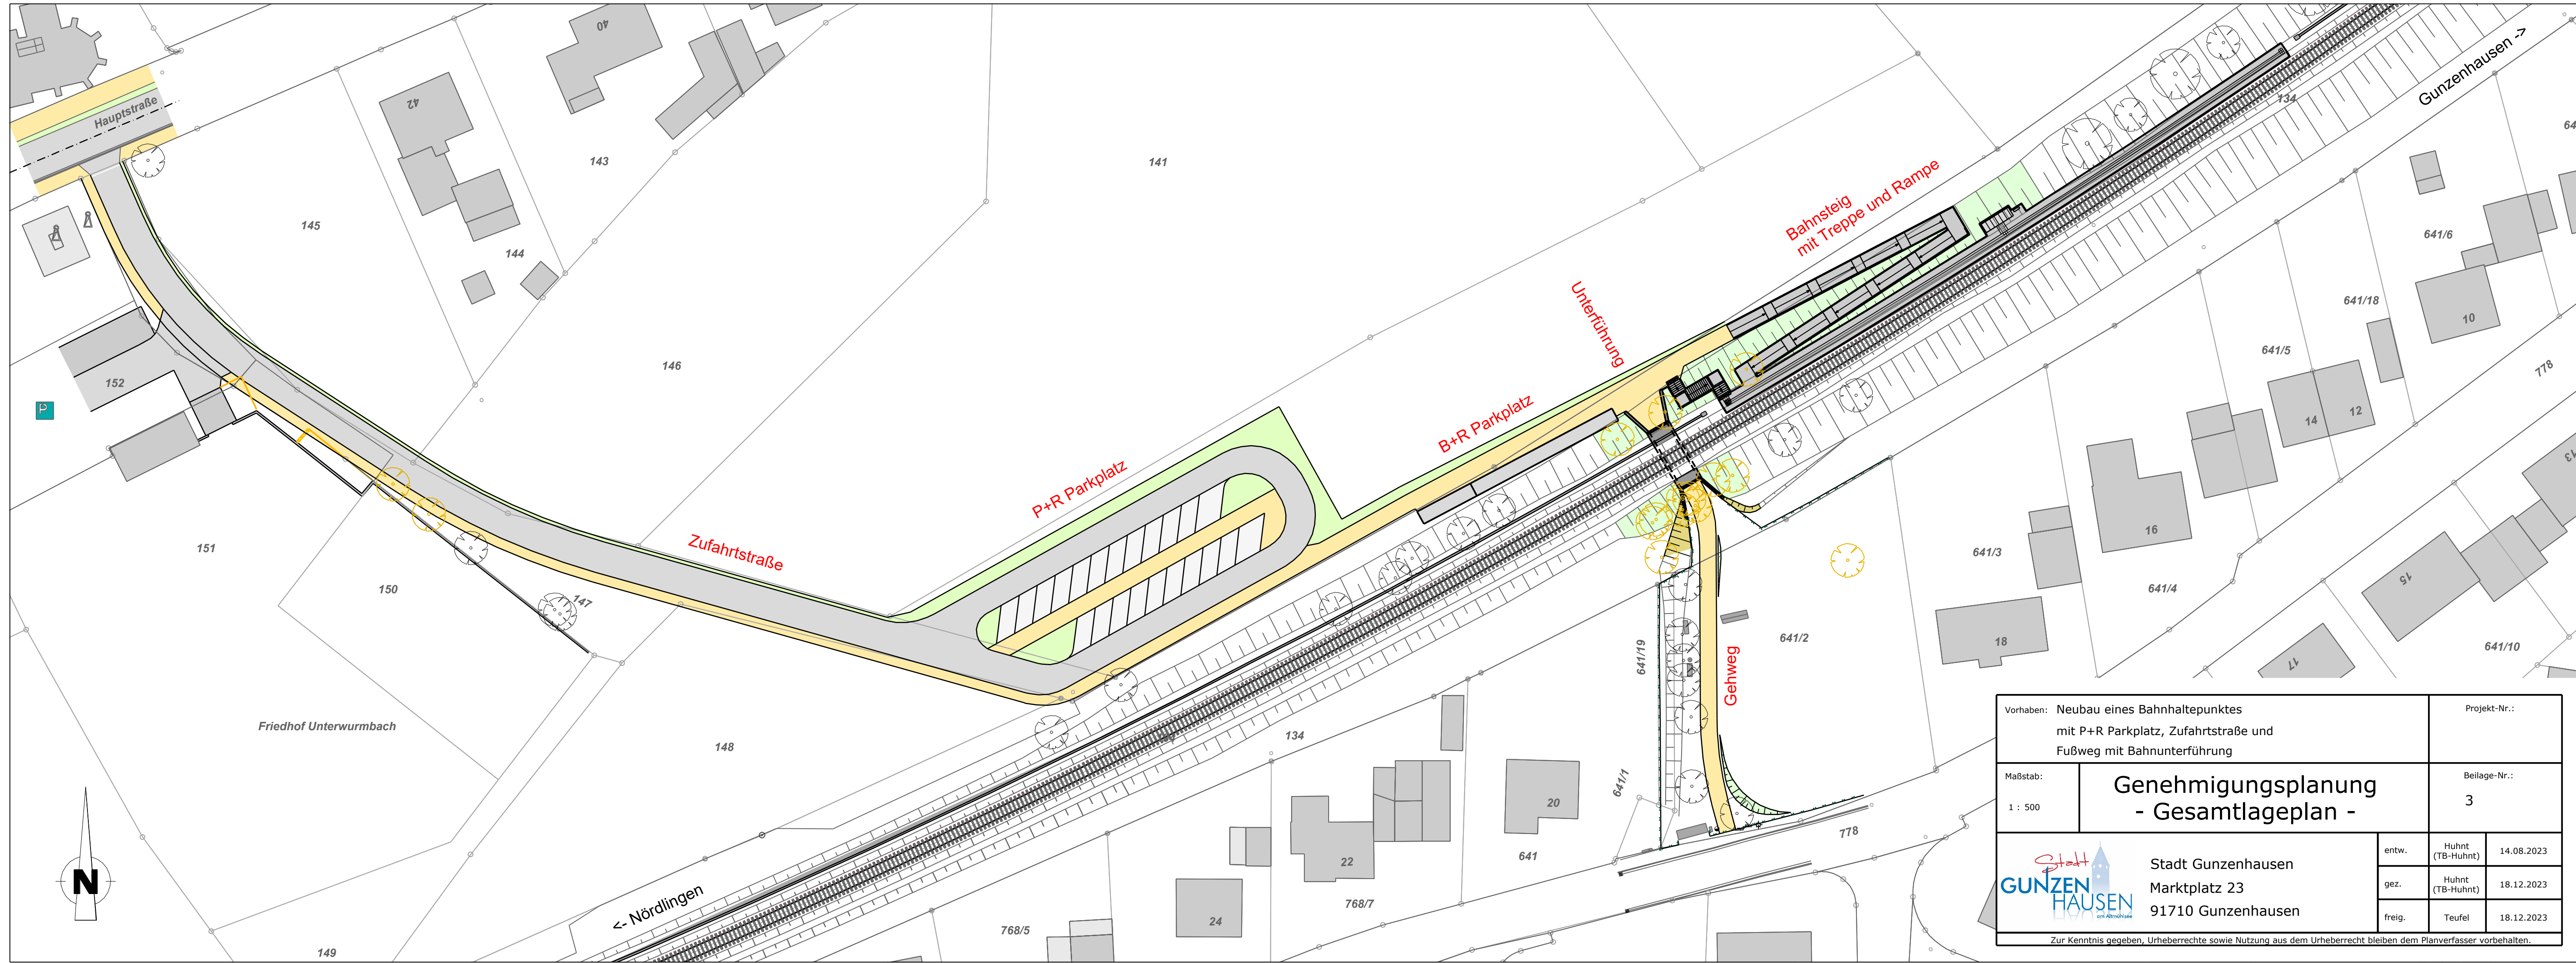 Hauptstraße
40
42
143
141
145
144
146
152
P
151
150
147
Friedhof Unterwurmbach
148
149
134
Zufahrtstraße
P+R Parkplatz
B+R Parkplatz
Unterführung
Bahnsteig
mit Treppe und Rampe
Gehweg
Gunzenhausen ->
<- Nördlingen
134
641/6
641/18
10
641/5
14
12
778
13
16
641/3
641/4
15
18
17
641/10
641/2
641/19
641/1
20
641
22
768/7
24
768/5
778
N
Vorhaben: Neubau eines Bahnhaltepunktes
mit P+R Parkplatz, Zufahrtstraße und
Fußweg mit Bahnunterführung
Projekt-Nr.:
Maßstab:
1 : 500
Genehmigungsplanung
- Gesamtlageplan -
Beilage-Nr.:
3
Stadt
GUNZEN
HAUSEN
am Altmühlsee
Stadt Gunzenhausen
Marktplatz 23
91710 Gunzenhausen
entw. Huhnt (TB-Huhnt) 14.08.2023
gez. Huhnt (TB-Huhnt) 18.12.2023
freig. Teufel 18.12.2023
Zur Kenntnis gegeben, Urheberrechte sowie Nutzung aus dem Urheberrecht bleiben dem Planverfasser vorbehalten.